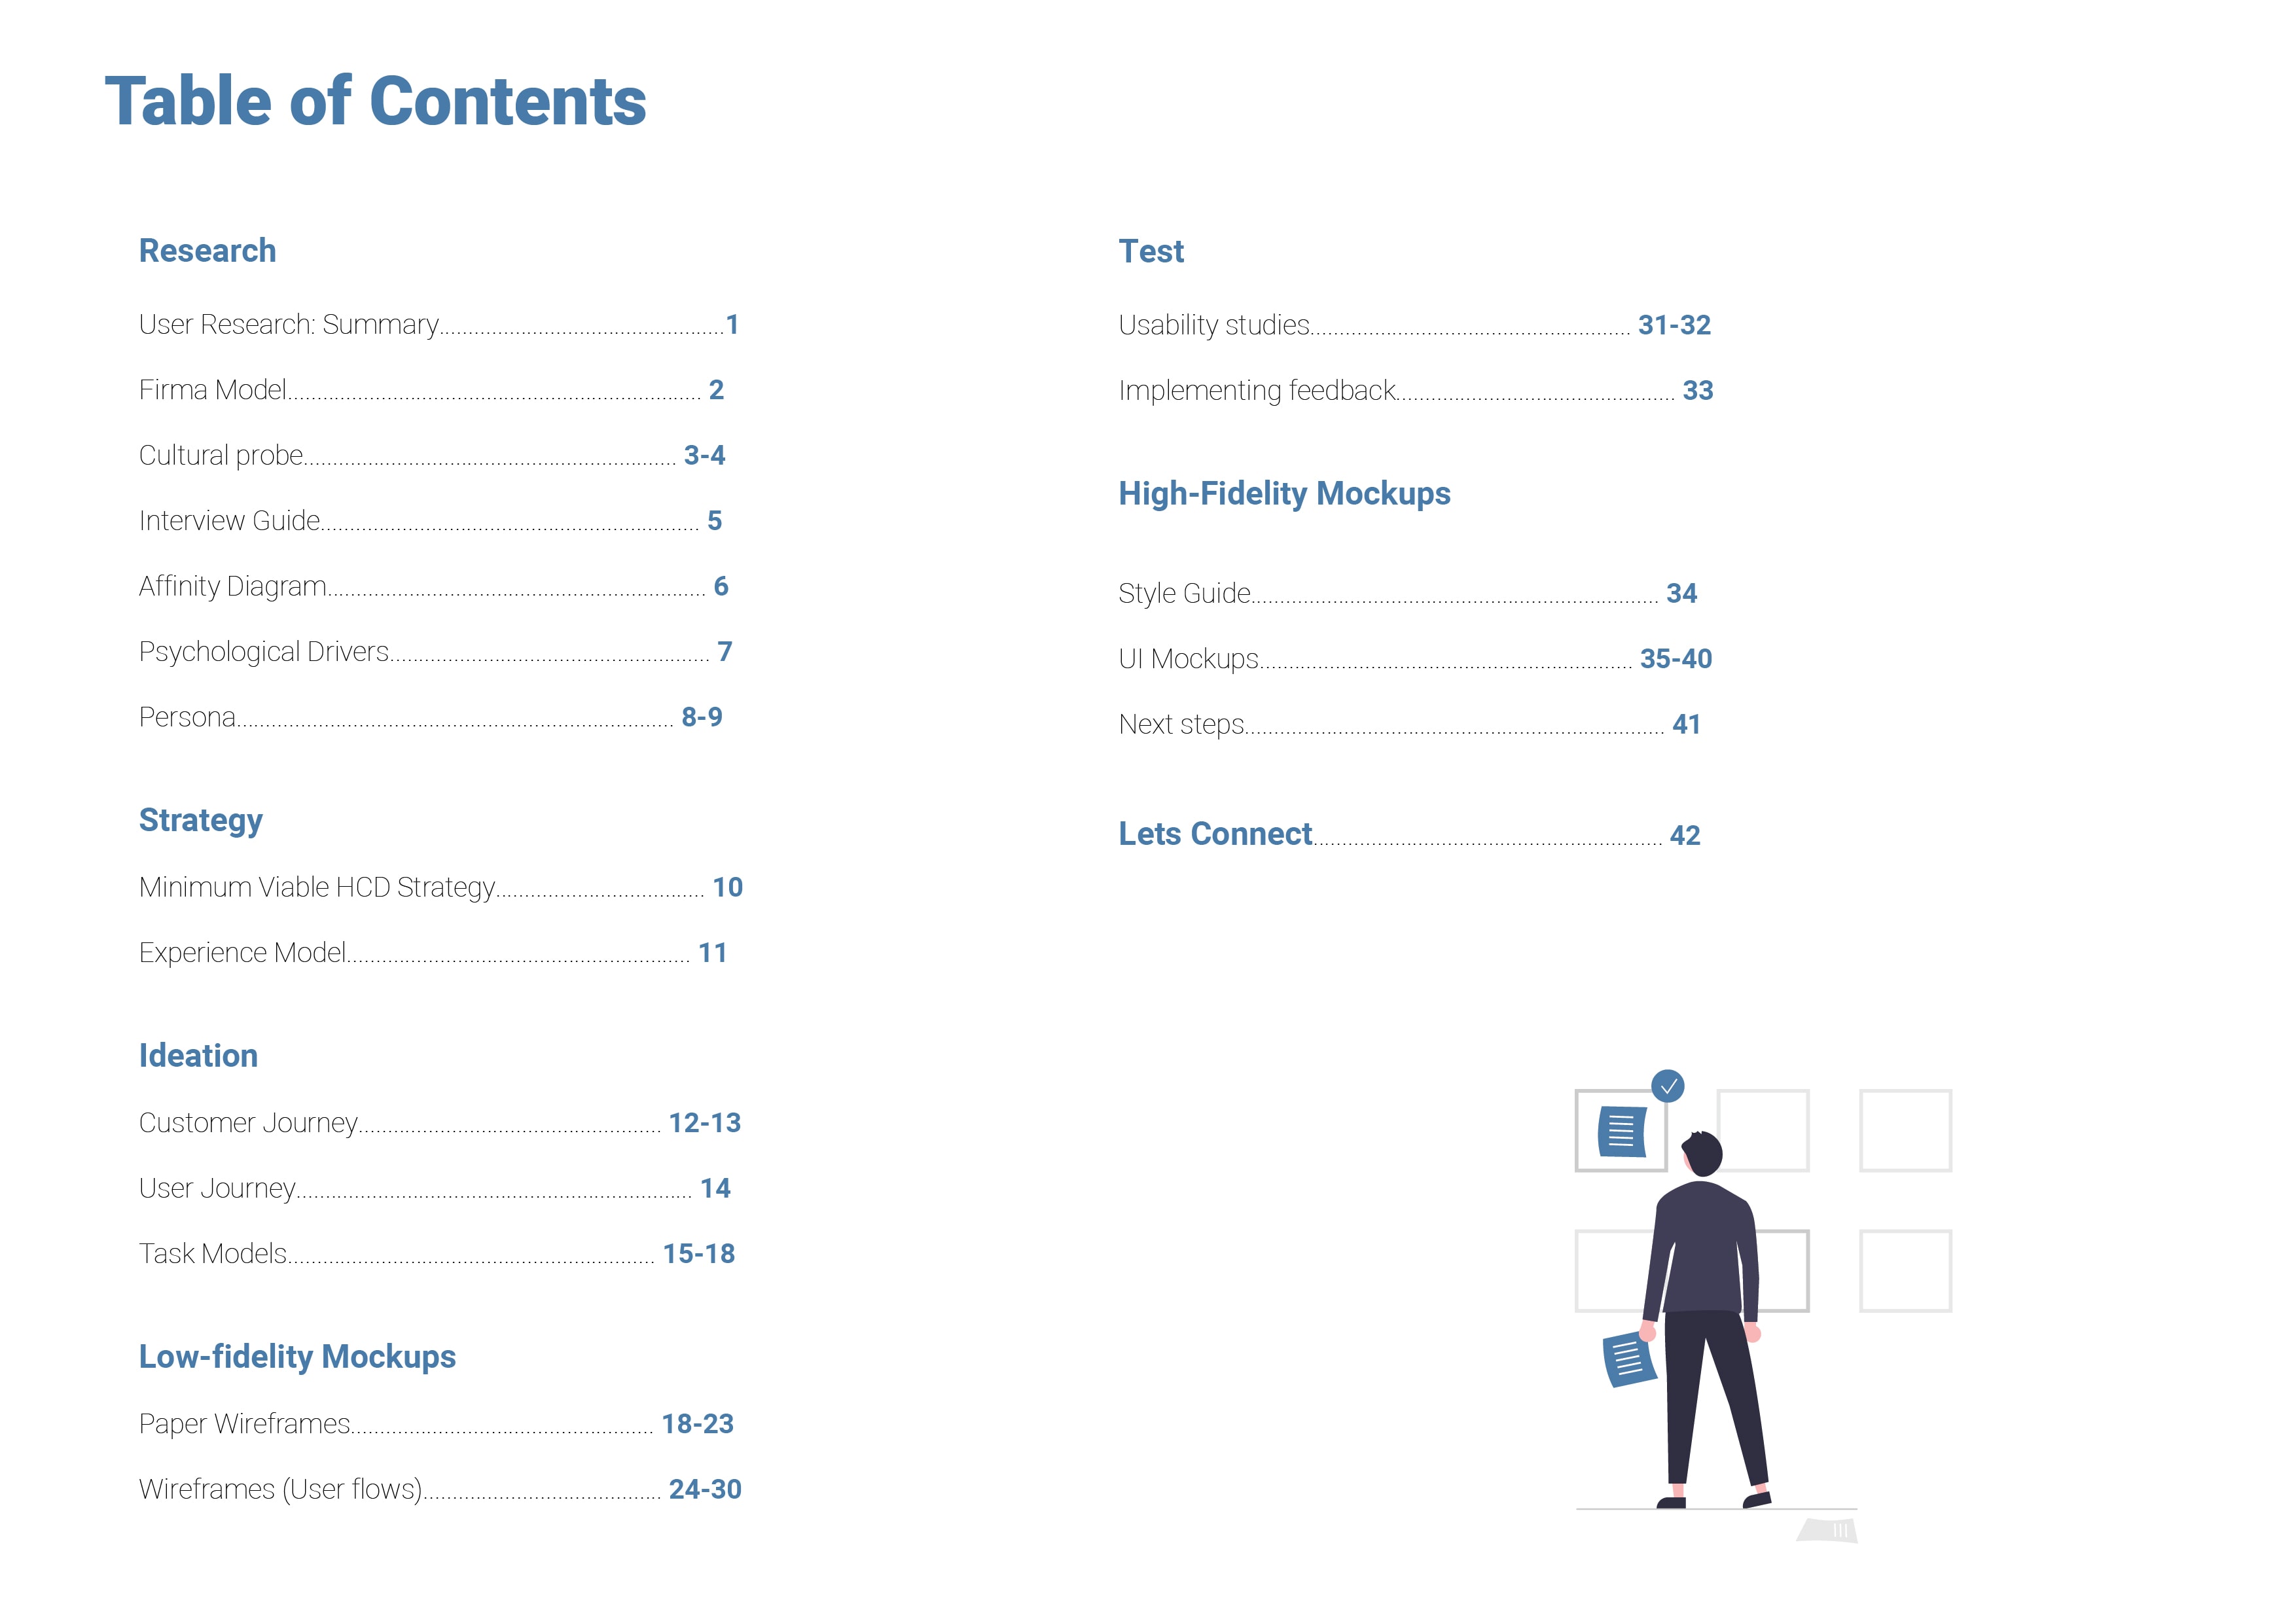 Table of Contents
Research
User Research: Summary................................................1
Firma Model........................................................................ 2
Cultural probe............................................................... 3-4
Interview Guide................................................................ 5
Affinity Diagram................................................................ 6
Psychological Drivers...................................................... 7
Persona.......................................................................... 8-9
Strategy
Minimum Viable HCD Strategy................................... 10
Experience Model.......................................................... 11
Ideation
Customer Journey................................................... 12-13
User Journey................................................................... 14
Task Models.............................................................. 15-18
Low-fidelity Mockups
Paper Wireframes................................................... 18-23
Wireframes (User flows)........................................ 24-30
Test
Usability studies...................................................... 31-32
Implementing feedback............................................... 33
High-Fidelity Mockups
Style Guide..................................................................... 34
UI Mockups............................................................... 35-40
Next steps....................................................................... 41
Lets Connect........................................................... 42